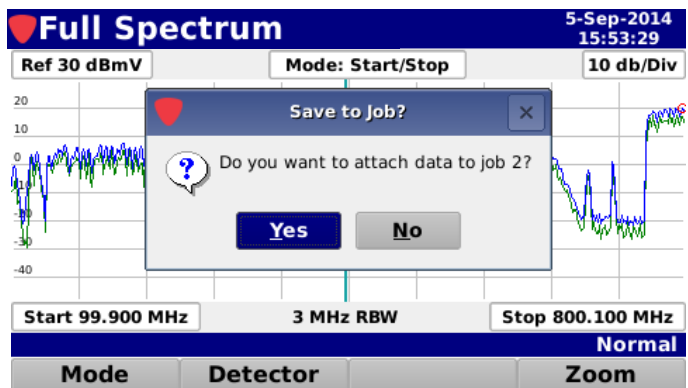 Full Spectrum
5-Sep-2014
15:53:29
Ref 30 dBmV
Mode: Start/Stop
10 db/Div
Save to Job?
Do you want to attach data to job 2?
Yes
No
20
10
0
-40
Start 99.900 MHz
3 MHz RBW
Stop 800.100 MHz
Normal
Mode
Detector
Zoom